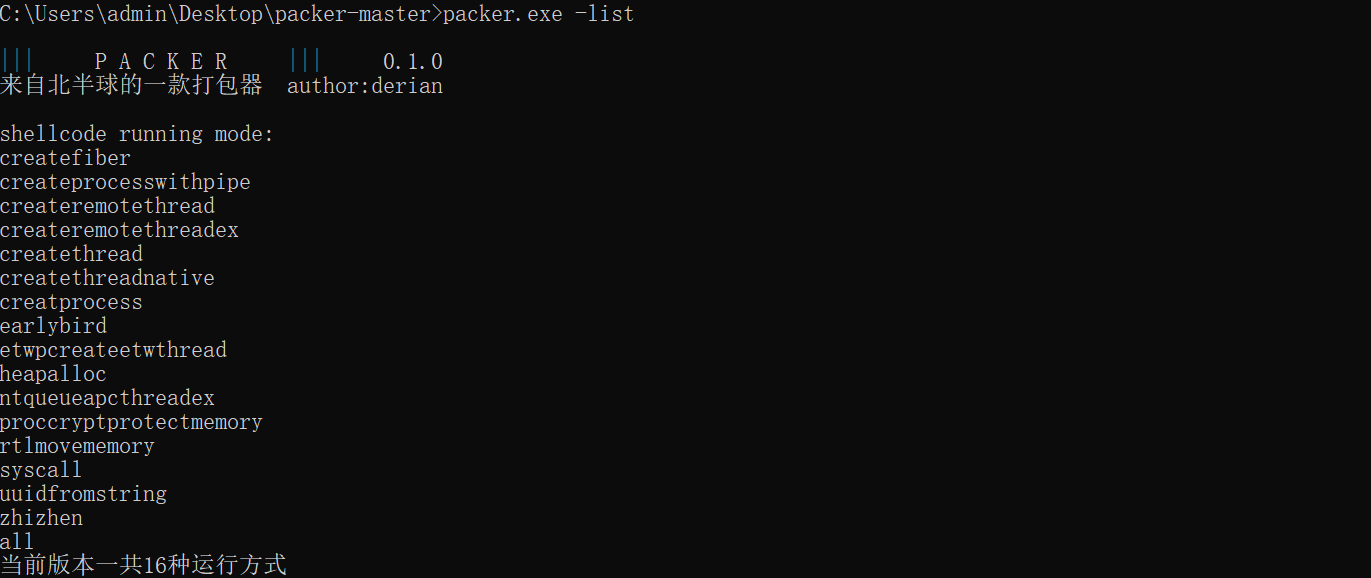 C:\Users\admin\Desktop\packer-master>packer.exe -list
||| P A C K E R ||| 0.1.0
来自北半球的一款打包器 author:derian
shellcode running mode:
createfiber
createprocesswithpipe
createremotethread
createremotethreadex
createthread
createthreadnative
creatprocess
earlybird
etwpcreateetwthread
heapalloc
ntqueueapcthreadex
proccryptprotectmemory
rtlmovememory
syscall
uuidfromstring
zhizhen
all
当前版本一共16种运行方式